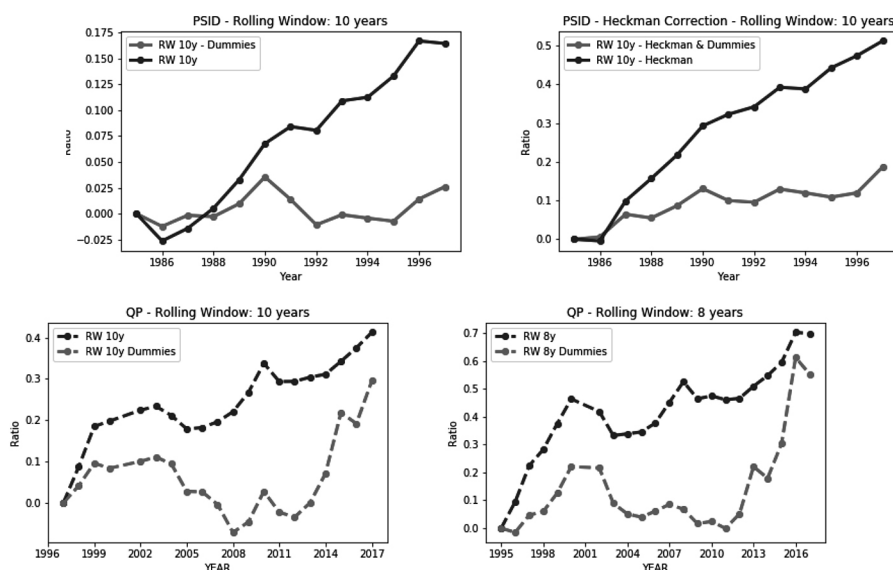 PSID - Rolling Window: 10 years
RW 10y - Dummies
RW 10y
0.175
0.150
0.125
0.100
0.075
0.050
0.025
0.000
−0.025
Ratio
1986 1988 1990 1992 1994 1996
Year
PSID - Heckman Correction - Rolling Window: 10 years
RW 10y - Heckman & Dummies
RW 10y - Heckman
0.5
0.4
0.3
0.2
0.1
0.0
Ratio
1986 1988 1990 1992 1994 1996
Year
QP - Rolling Window: 10 years
RW 10y
RW 10y Dummies
0.4
0.3
0.2
0.1
0.0
Ratio
1996 1999 2002 2005 2008 2011 2014 2017
YEAR
QP - Rolling Window: 8 years
RW 8y
RW 8y Dummies
0.7
0.6
0.5
0.4
0.3
0.2
0.1
0.0
Ratio
1995 1998 2001 2004 2007 2010 2013 2016
YEAR